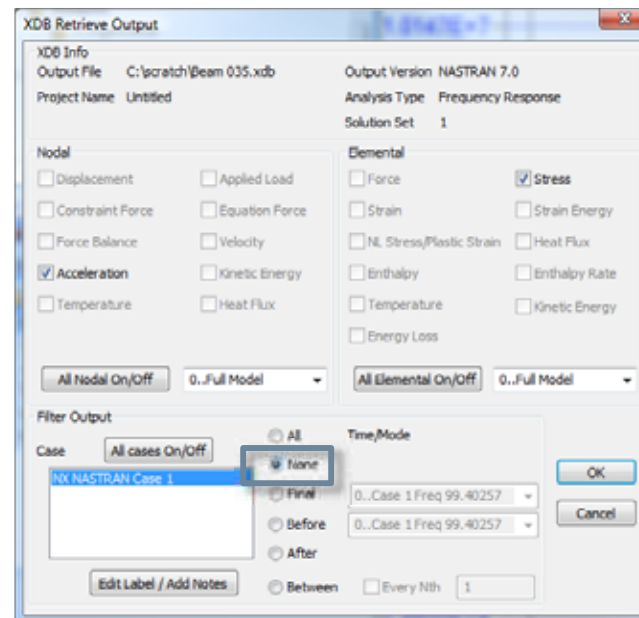 XDB Retrieve Output
XDB Info
Output File C:\scratch\Beam 035.xdb Output Version NASTRAN 7.0
Project Name Untitled Analysis Type Frequency Response
Solution Set 1
Nodal Elemental
Displacement Applied Load Force Stress
Constraint Force Equation Force Strain Strain Energy
Force Balance Velocity NL Stress/Plastic Strain Heat Flux
Acceleration Kinetic Energy Enthalpy Enthalpy Rate
Temperature Heat Flux Temperature Kinetic Energy
Energy Loss
All Nodal On/Off 0..Full Model All Elemental On/Off 0..Full Model
Filter Output
Case All cases On/Off All Time/Mode
NX NASTRAN Case 1 None OK
Final 0..Case 1 Freq 99.40257
Before 0..Case 1 Freq 99.40257 Cancel
After
Edit Label / Add Notes Between Every Nth 1